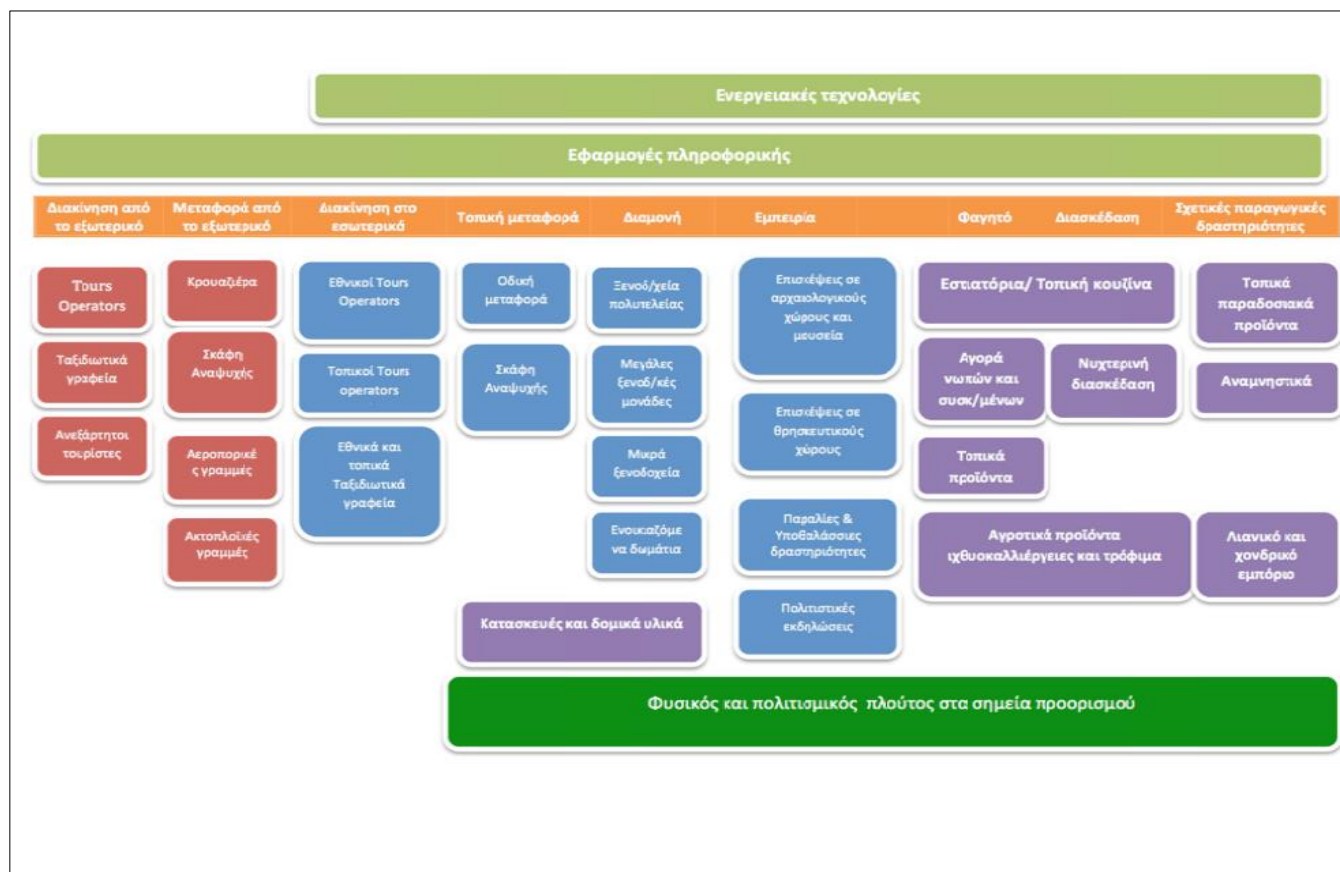 Ενεργειακές τεχνολογίες
Εφαρμογές πληροφορικής
Διακίνηση από
το εξωτερικό
Μεταφορά από
το εξωτερικό
Διακίνηση στο
εσωτερικό
Τοπική μεταφορά
Διαμονή
Εμπειρία
Φαγητό
Διασκέδαση
Σχετικές παραγωγικές
δραστηριότητες
Tours
Operators
Ταξιδιωτικά
γραφεία
Ανεξάρτητοι
τουρίστες
Κρουαζιέρα
Σκάφη
Αναψυχής
Αεροπορικέ
ς γραμμές
Ακτοπλοϊκές
γραμμές
Εθνικοί Tours
Operators
Τοπικοί Tours
operators
Εθνικά και
τοπικά
Ταξιδιωτικά
γραφεία
Οδική
μεταφορά
Σκάφη
Αναψυχής
Ξενοδ/χεία
πολυτελείας
Μεγάλες
ξενοδ/κές
μονάδες
Μικρά
ξενοδοχεία
Ενοικιαζόμε
να δωμάτια
Κατασκευές και δομικά υλικά
Επισκέψεις σε
αρχαιολογικούς
χώρους και
μουσεία
Επισκέψεις σε
θρησκευτικούς
χώρους
Παραλίες &
Υποθαλάσσιες
δραστηριότητες
Πολιτιστικές
εκδηλώσεις
Εστιατόρια/ Τοπική κουζίνα
Αγορά
νωπών και
συσκ/μένων
Νυχτερινή
διασκέδαση
Τοπικά
προϊόντα
Αγροτικά προϊόντα
ιχθυοκαλλιέργειες και τρόφιμα
Τοπικά
παραδοσιακά
προϊόντα
Αναμνηστικά
Λιανικό και
χονδρικό
εμπόριο
Φυσικός και πολιτισμικός πλούτος στα σημεία προορισμού